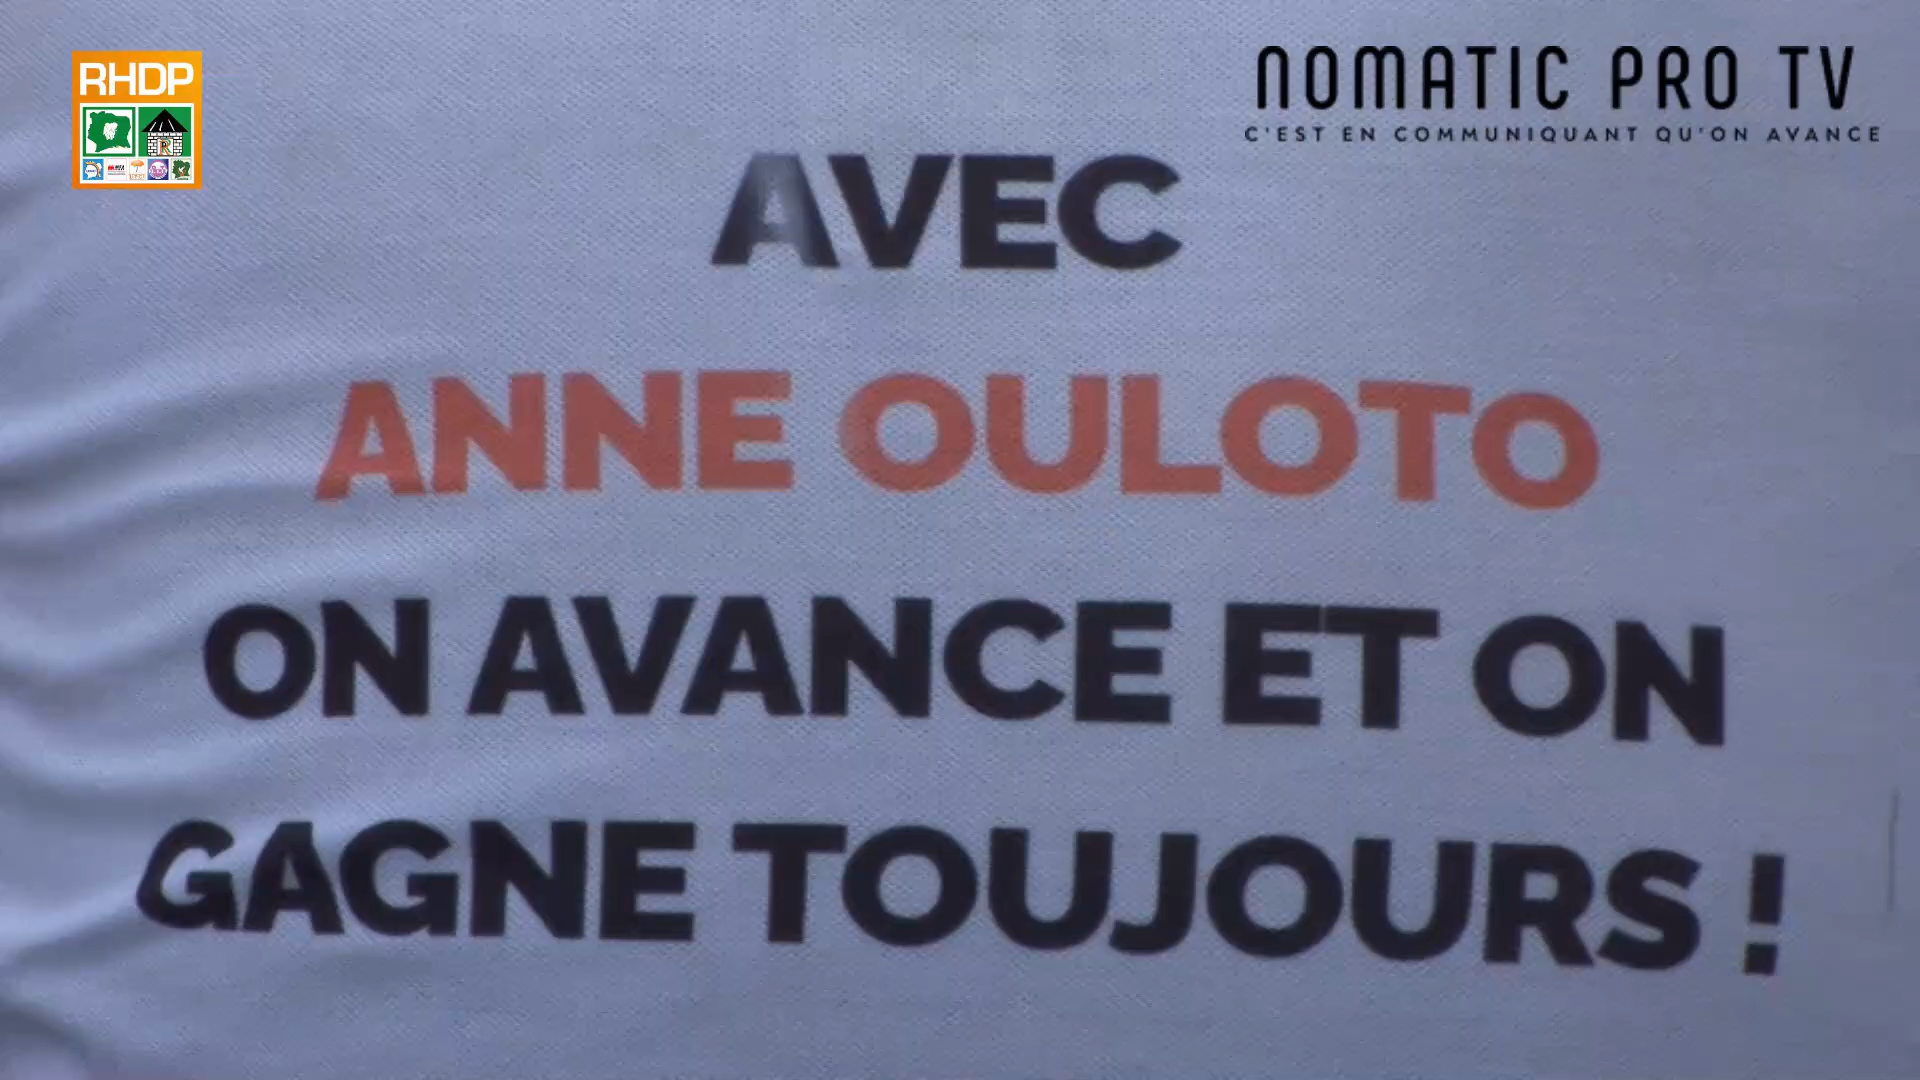 RHDP
NOMATIC PRO TV
C'EST EN COMMUNIQUANT QU'ON AVANCE
AVEC
ANNE OULOTO
ON AVANCE ET ON
GAGNE TOUJOURS !